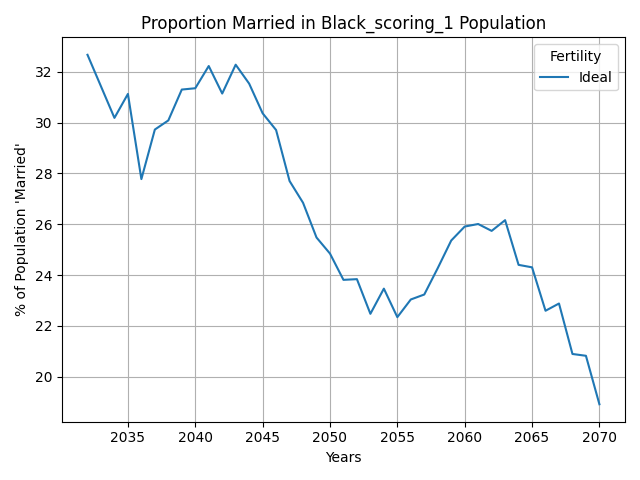 Proportion Married in Black_scoring_1 Population
Fertility
Ideal
% of Population 'Married'
32
30
28
26
24
22
20
2035 2040 2045 2050 2055 2060 2065 2070
Years